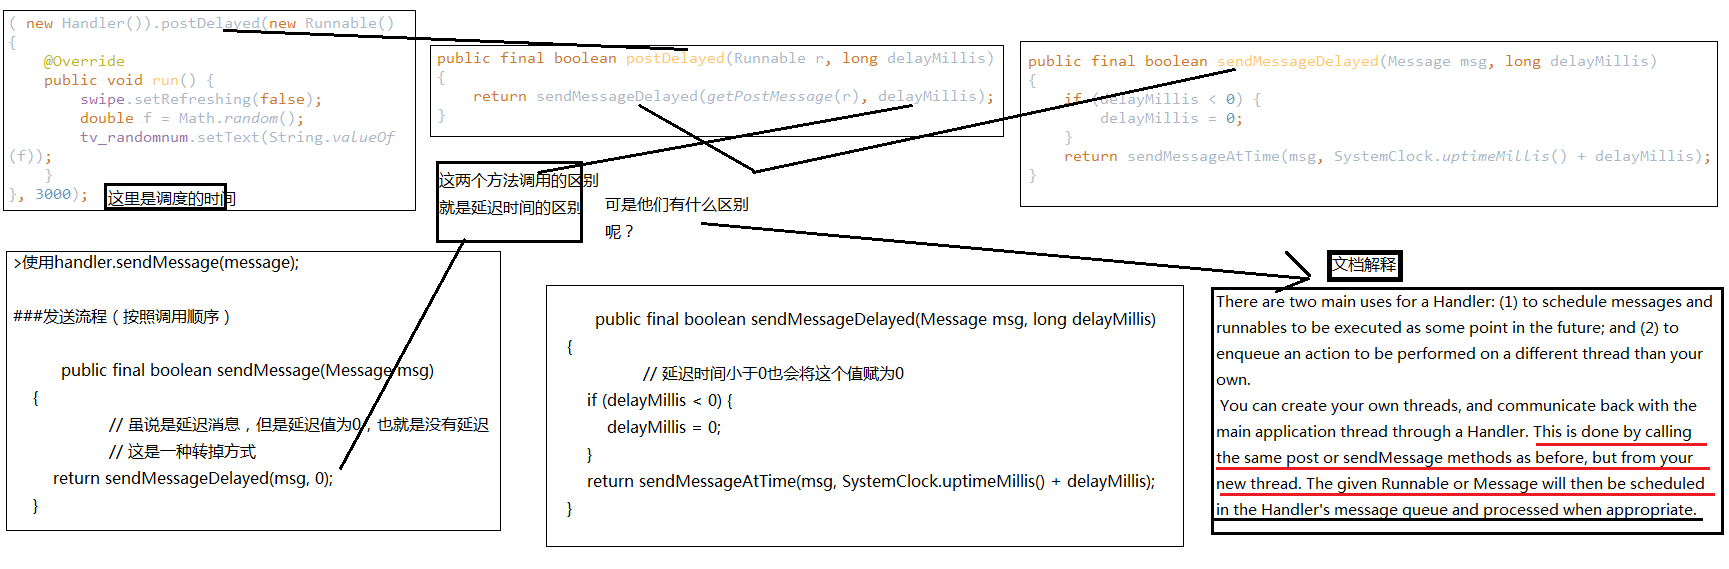 ( new Handler()).postDelayed(new Runnable()
{
@Override
public void run() {
swipe.setRefreshing(false);
double f = Math.random();
tv_randomnum.setText(String.valueOf
(f));
}
}, 3000);
这里是调度的时间
public final boolean postDelayed(Runnable r, long delayMillis)
{
return sendMessageDelayed(getPostMessage(r), delayMillis);
}
public final boolean sendMessageDelayed(Message msg, long delayMillis)
{
if (delayMillis < 0) {
delayMillis = 0;
}
return sendMessageAtTime(msg, SystemClock.uptimeMillis() + delayMillis);
}
这两个方法调用的区别
就是延迟时间的区别
可是他们有什么区别
呢？
>使用handler.sendMessage(message);
###发送流程（按照调用顺序）
public final boolean sendMessage(Message msg)
{
// 虽说是延迟消息，但是延迟值为0，也就是没有延迟
// 这是一种转掉方式
return sendMessageDelayed(msg, 0);
}
public final boolean sendMessageDelayed(Message msg, long delayMillis)
{
// 延迟时间小于0也会将这个值赋为0
if (delayMillis < 0) {
delayMillis = 0;
}
return sendMessageAtTime(msg, SystemClock.uptimeMillis() + delayMillis);
}
文档解释
There are two main uses for a Handler: (1) to schedule messages and
runnables to be executed as some point in the future; and (2) to
enqueue an action to be performed on a different thread than your
own.
You can create your own threads, and communicate back with the
main application thread through a Handler. This is done by calling
the same post or sendMessage methods as before, but from your
new thread. The given Runnable or Message will then be scheduled
in the Handler's message queue and processed when appropriate.